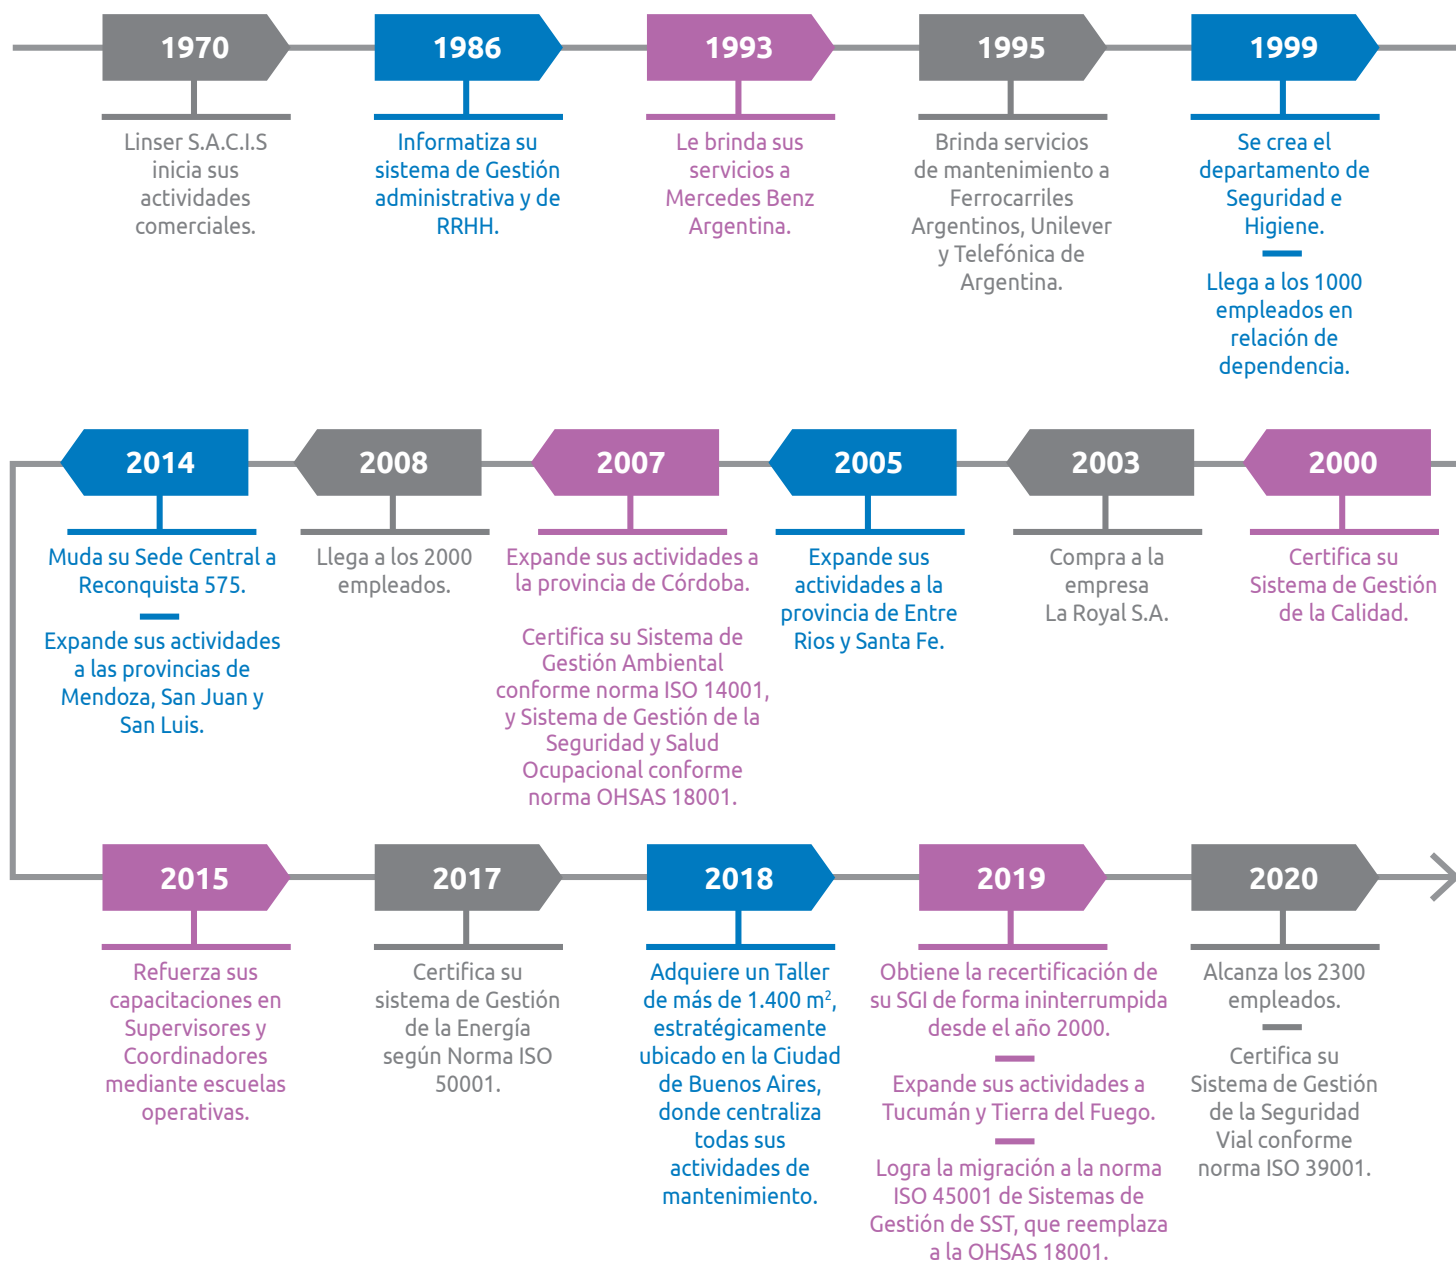 1970
Linser S.A.C.I.S
inicia sus
actividades
comerciales.
1986
Informatiza su
sistema de Gestión
administrativa y de
RRHH.
1993
Le brinda sus
servicios a
Mercedes Benz
Argentina.
1995
Brinda servicios
de mantenimiento a
Ferrocarriles
Argentinos, Unilever
y Telefónica de
Argentina.
1999
Se crea el
departamento de
Seguridad e
Higiene.
Llega a los 1000
empleados en
relación de
dependencia.
2000
Certifica su
Sistema de Gestión
de la Calidad.
2003
Compra a la
empresa
La Royal S.A.
2005
Expande sus
actividades a la
provincia de Entre
Rios y Santa Fe.
2007
Expande sus actividades a
la provincia de Córdoba.
Certifica su Sistema de
Gestión Ambiental
conforme norma ISO 14001,
y Sistema de Gestión de la
Seguridad y Salud
Ocupacional conforme
norma OHSAS 18001.
2008
Llega a los 2000
empleados.
2014
Muda su Sede Central a
Reconquista 575.
Expande sus actividades
a las provincias de
Mendoza, San Juan y
San Luis.
2015
Refuerza sus
capacitaciones en
Supervisores y
Coordinadores
mediante escuelas
operativas.
2017
Certifica su
sistema de Gestión
de la Energía
según Norma ISO
50001.
2018
Adquiere un Taller
de más de 1.400 m²,
estratégicamente
ubicado en la Ciudad
de Buenos Aires,
donde centraliza
todas sus
actividades de
mantenimiento.
2019
Obtiene la recertificación de
su SGI de forma ininterrumpida
desde el año 2000.
Expande sus actividades a
Tucumán y Tierra del Fuego.
Logra la migración a la norma
ISO 45001 de Sistemas de
Gestión de SST, que reemplaza
a la OHSAS 18001.
2020
Alcanza los 2300
empleados.
Certifica su
Sistema de Gestión
de la Seguridad
Vial conforme
norma ISO 39001.